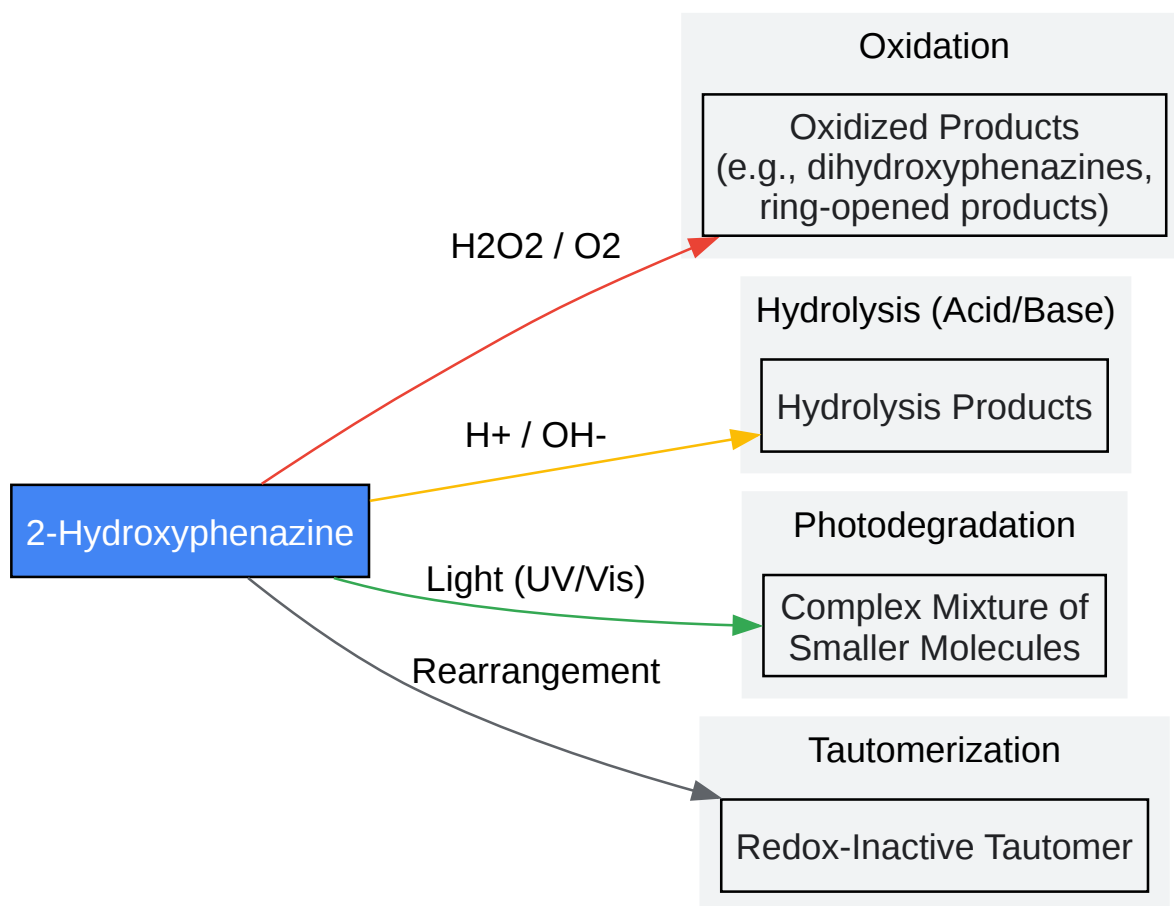 Oxidation
Oxidized Products
(e.g., dihydroxyphenazines,
ring-opened products)
H2O2 / O2
Hydrolysis (Acid/Base)
Hydrolysis Products
H+ / OH-
2-Hydroxyphenazine
Photodegradation
Light (UV/Vis)
Complex Mixture of
Smaller Molecules
Rearrangement
Tautomerization
Redox-Inactive Tautomer